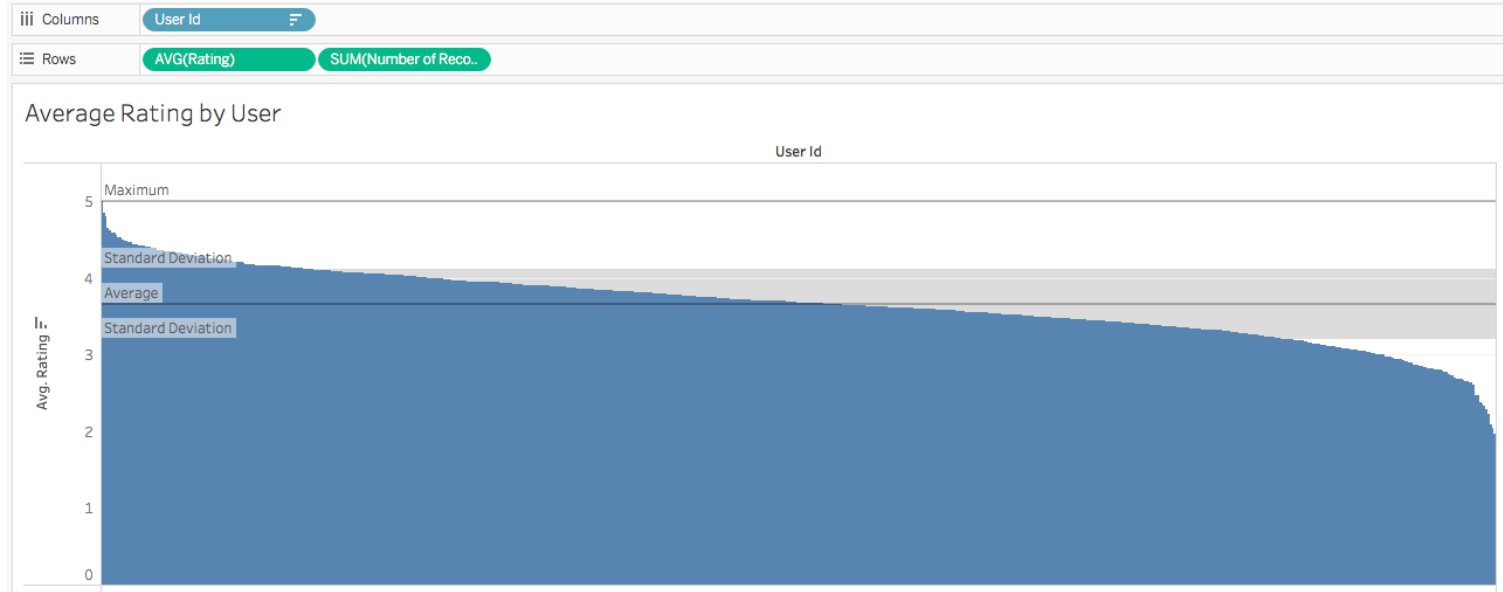 Columns User Id
Rows AVG(Rating) SUM(Number of Reco..
Average Rating by User
User Id
Maximum
5
Standard Deviation
4
Average
Standard Deviation
3
Avg. Rating
2
1
0